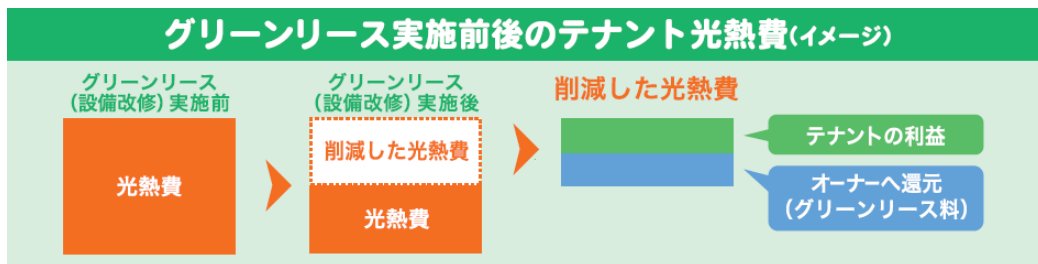 グリーンリース実施前後のテナント光熱費(イメージ)
グリーンリース
(設備改修)実施前
光熱費
グリーンリース
(設備改修)実施後
削減した光熱費
光熱費
削減した光熱費
テナントの利益
オーナーへ還元
(グリーンリース料)